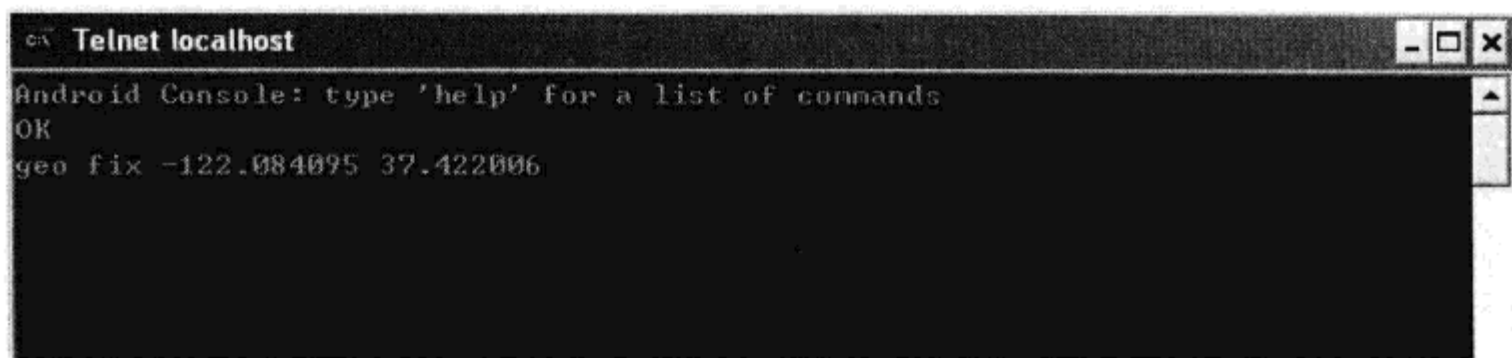 Telnet localhost
Android Console: type 'help' for a list of commands
OK
geo fix -122.084095 37.422006